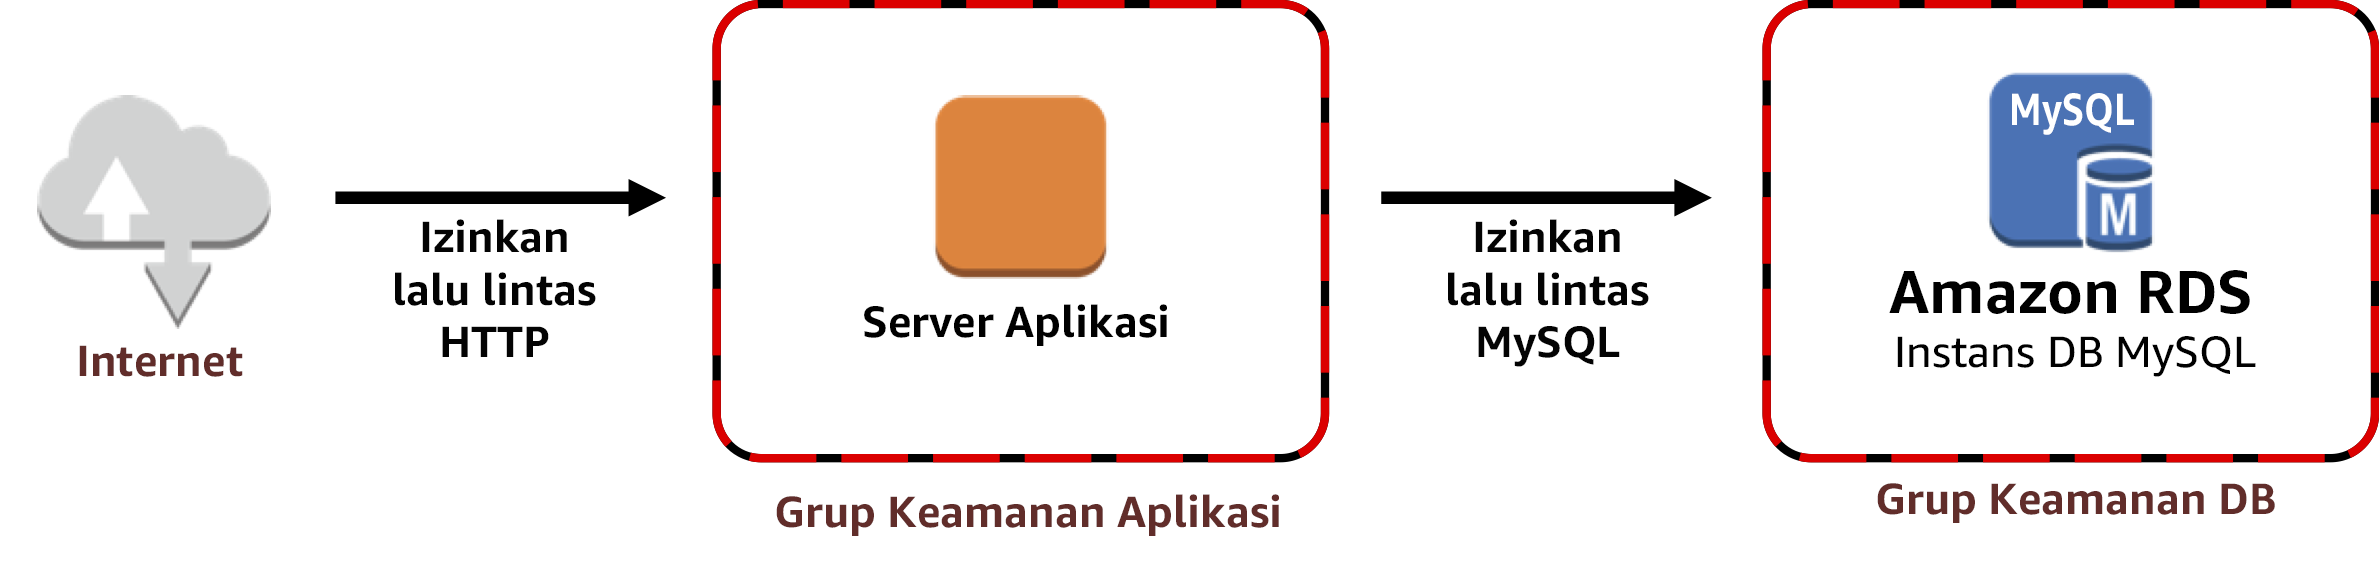 Internet
Izinkan
lalu lintas
HTTP
Server Aplikasi
Grup Keamanan Aplikasi
Izinkan
lalu lintas
MySQL
MySQL
M
Amazon RDS
Instans DB MySQL
Grup Keamanan DB